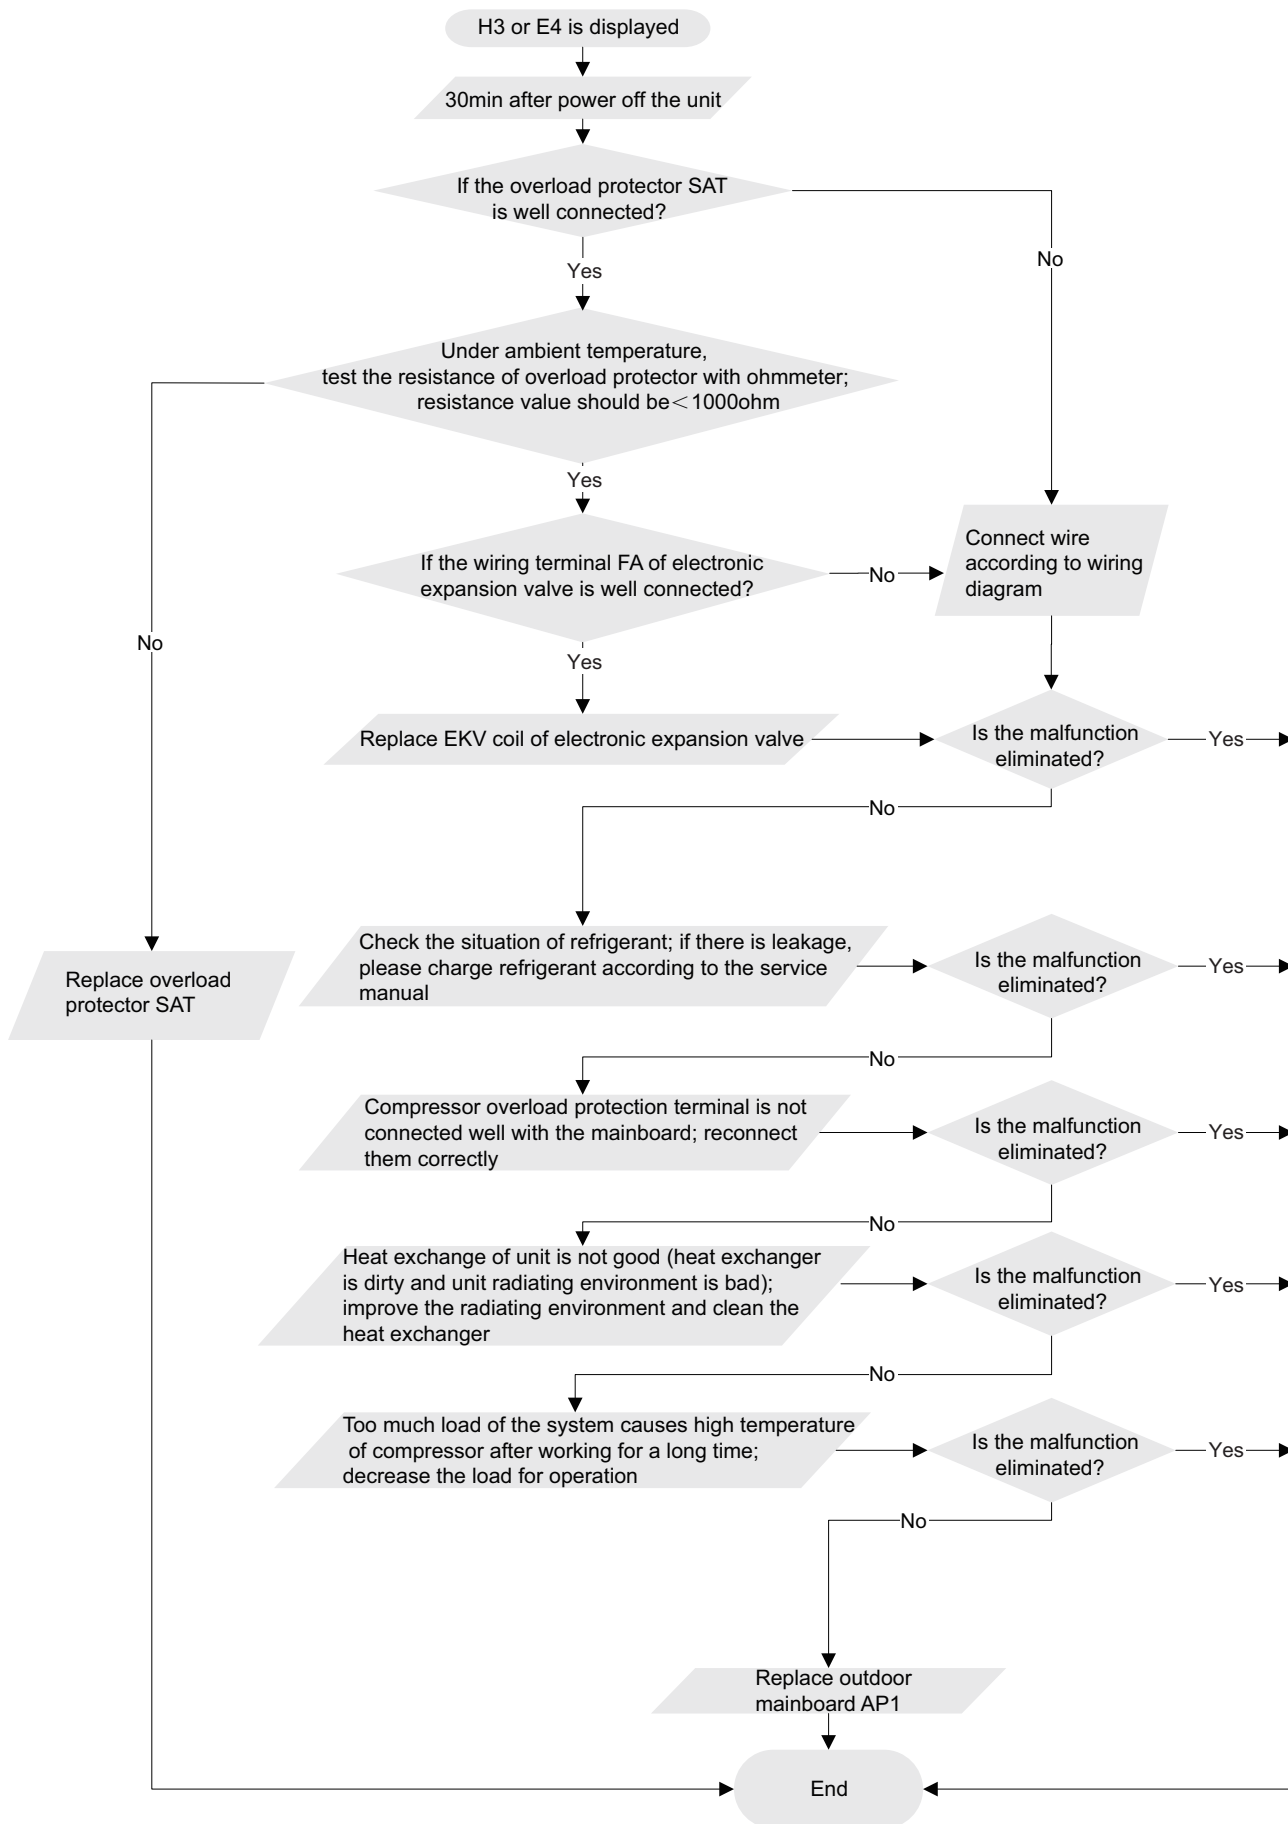 H3 or E4 is displayed
30min after power off the unit
If the overload protector SAT
is well connected?
No
Yes
Under ambient temperature,
test the resistance of overload protector with ohmmeter;
resistance value should be＜1000ohm
Yes
If the wiring terminal FA of electronic
expansion valve is well connected?
No
Connect wire
according to wiring
diagram
No
Yes
Replace EKV coil of electronic expansion valve
Is the malfunction
eliminated?
Yes
No
Check the situation of refrigerant; if there is leakage,
please charge refrigerant according to the service
manual
Is the malfunction
eliminated?
Yes
Replace overload
protector SAT
No
Compressor overload protection terminal is not
connected well with the mainboard; reconnect
them correctly
Is the malfunction
eliminated?
Yes
No
Heat exchange of unit is not good (heat exchanger
is dirty and unit radiating environment is bad);
improve the radiating environment and clean the
heat exchanger
Is the malfunction
eliminated?
Yes
No
Too much load of the system causes high temperature
of compressor after working for a long time;
decrease the load for operation
Is the malfunction
eliminated?
Yes
No
Replace outdoor
mainboard AP1
End